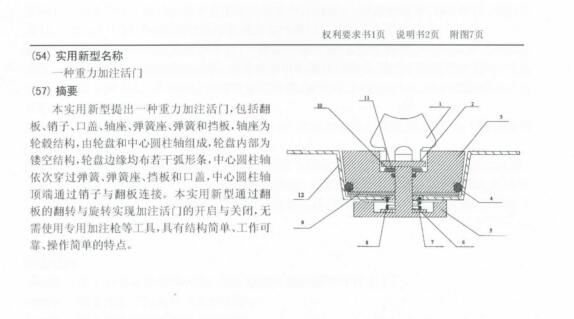 权利要求书1页 说明书2页 附图7页
(54) 实用新型名称
一种重力加注活门
(57) 摘要
本实用新型提出一种重力加注活门,包括翻
板、销子、口盖、轴座、弹簧座、弹簧和挡板,轴座为
轮毂结构,由轮盘和中心圆柱轴组成,轮盘内部为
镂空结构,轮盘边缘均布若干弧形条,中心圆柱轴
依次穿过弹簧、弹簧座、挡板和口盖,中心圆柱轴
顶端通过销子与翻板连接。本实用新型通过翻
板的翻转与旋转实现加注活门的开启与关闭,无
需使用专用加注枪等工具,具有结构简单、工作可
靠、操作简单的特点。
11
10
1
2
3
12
4
9
5
8
7
6